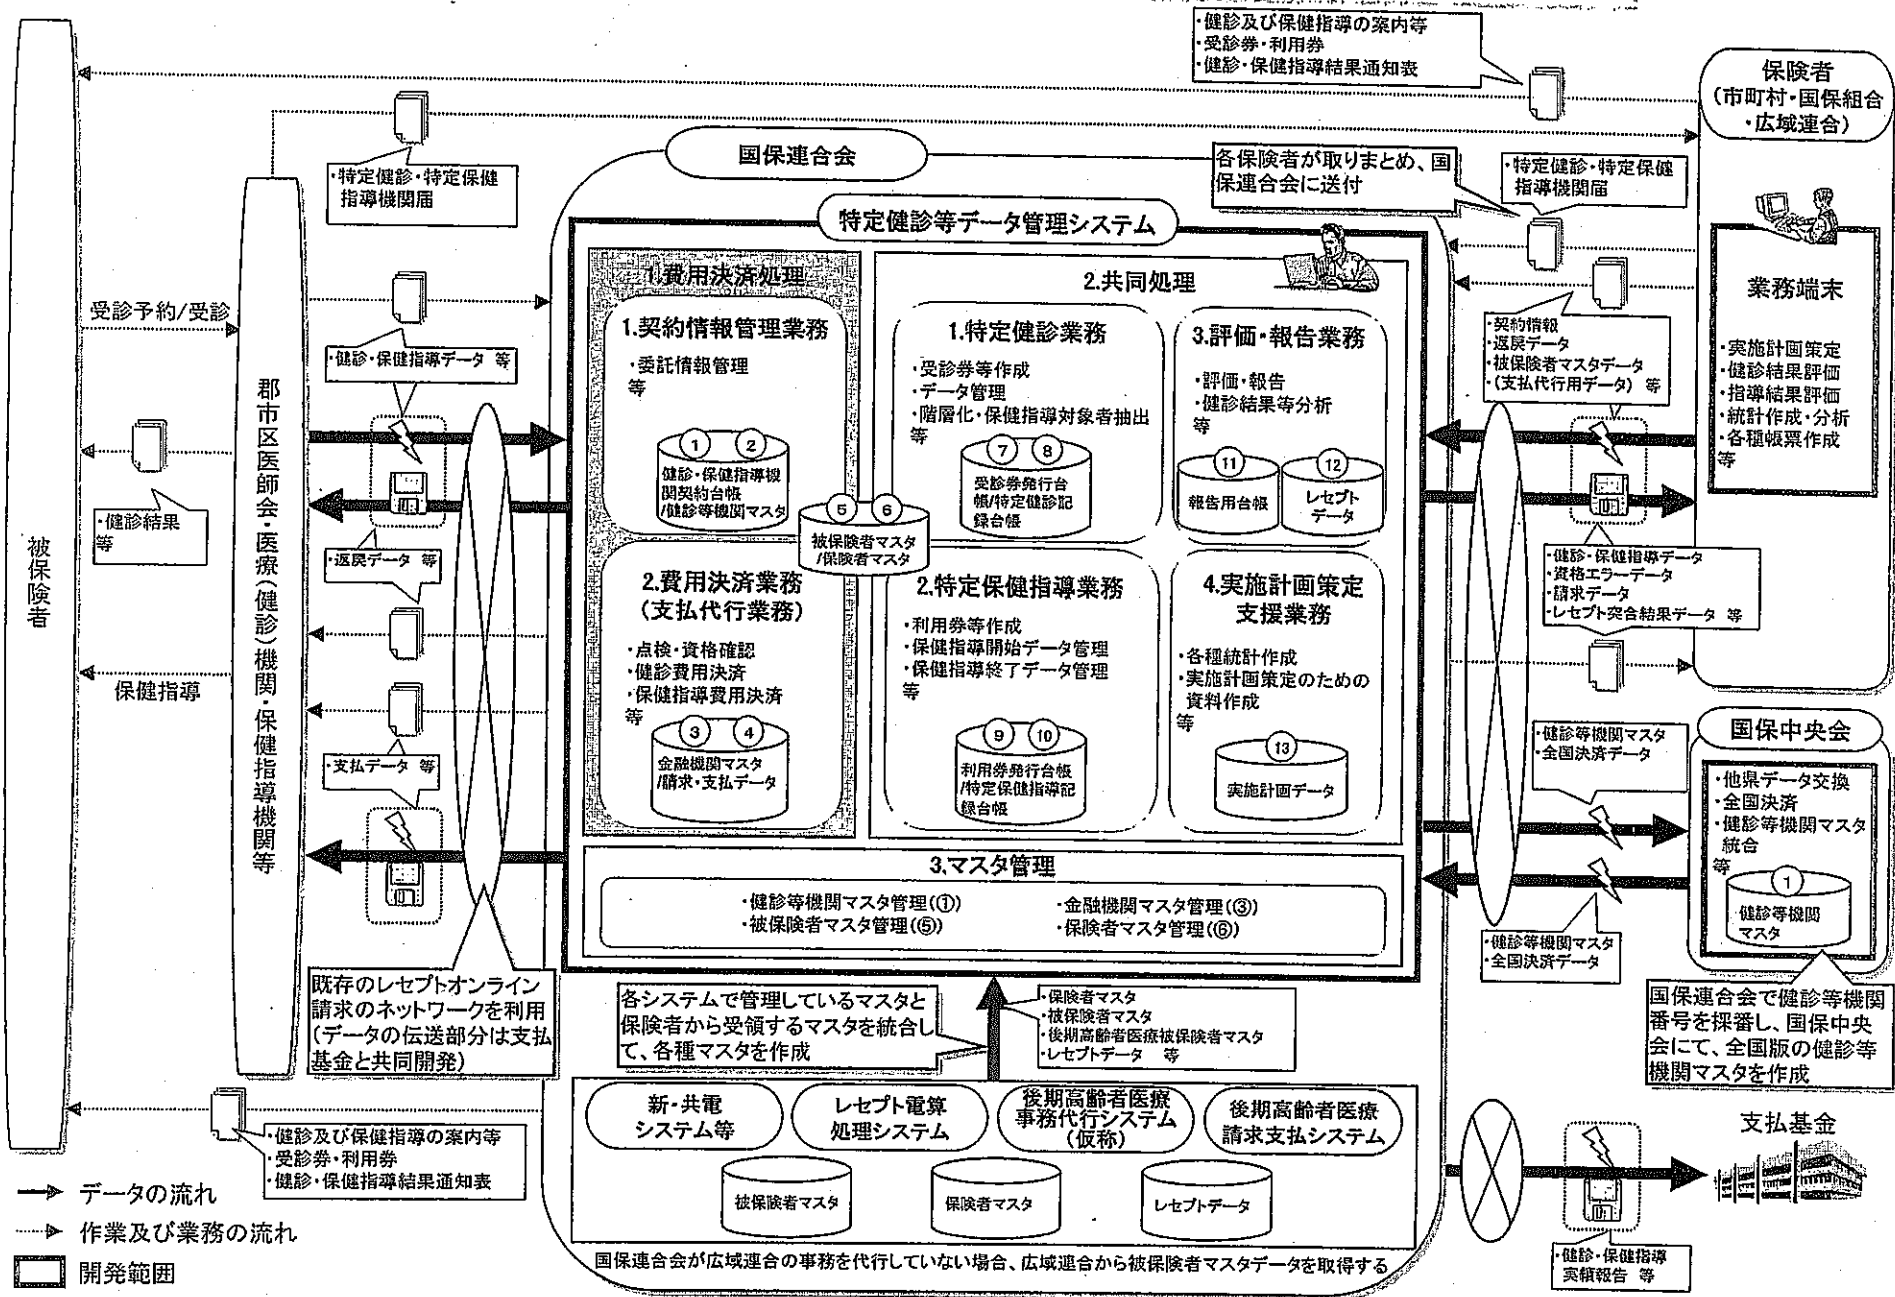 ・健診及び保健指導の案内等
・受診券・利用券
・健診・保健指導結果通知表
保険者
(市町村・国保組合
・広域連合)
国保連合会
各保険者が取りまとめ、国
保連合会に送付
・特定健診・特定保健
指導機関届
・特定健診・特定保健
指導機関届
特定健診等データ管理システム
1.費用決済処理
2.共同処理
業務端末
・実施計画策定
・健診結果評価
・指導結果評価
・統計作成・分析
・各種帳票作成
等
受診予約/受診
・健診・保健指導データ 等
1.契約情報管理業務
・委託情報管理
等
① ②
健診・保健指導機
関契約台帳
/健診等機関マスタ
1.特定健診業務
・受診券等作成
・データ管理
・階層化・保健指導対象者抽出
等
⑦ ⑧
受診券発行台
帳/特定健診記
録台帳
3.評価・報告業務
・評価・報告
・健診結果等分析
等
⑪
報告用台帳
⑫
レセプト
データ
・契約情報
・返戻データ
・被保険者マスタデータ
・(支払代行用データ) 等
被保険者
郡市区医師会・医療(健診)機関・保健指導機関等
・健診結果
等
・返戻データ 等
⑤ ⑥
被保険者マスタ
/保険者マスタ
・健診・保健指導データ
・資格エラーデータ
・請求データ
・レセプト突合結果データ 等
2.費用決済業務
(支払代行業務)
・点検・資格確認
・健診費用決済
・保健指導費用決済
等
③ ④
金融機関マスタ
/請求・支払データ
2.特定保健指導業務
・利用券等作成
・保健指導開始データ管理
・保健指導終了データ管理
等
⑨ ⑩
利用券発行台帳
/特定保健指導記
録台帳
4.実施計画策定
支援業務
・各種統計作成
・実施計画策定のための
資料作成
等
⑬
実施計画データ
保健指導
・支払データ 等
・健診等機関マスタ
・全国決済データ
国保中央会
・他県データ交換
・全国決済
・健診等機関マスタ
統合
等
①
健診等機関
マスタ
3.マスタ管理
・健診等機関マスタ管理(①)
・金融機関マスタ管理(③)
・被保険者マスタ管理(⑤)
・保険者マスタ管理(⑥)
・健診等機関マスタ
・全国決済データ
既存のレセプトオンライン
請求のネットワークを利用
(データの伝送部分は支払
基金と共同開発)
各システムで管理しているマスタと
保険者から受領するマスタを統合し
て、各種マスタを作成
・保険者マスタ
・被保険者マスタ
・後期高齢者医療被保険者マスタ
・レセプトデータ 等
国保連合会で健診等機関
番号を採番し、国保中央
会にて、全国版の健診等
機関マスタを作成
新・共電
システム等
レセプト電算
処理システム
後期高齢者医療
事務代行システム
(仮称)
後期高齢者医療
請求支払システム
支払基金
・健診及び保健指導の案内等
・受診券・利用券
・健診・保健指導結果通知表
被保険者マスタ
保険者マスタ
レセプトデータ
データの流れ
作業及び業務の流れ
開発範囲
国保連合会が広域連合の事務を代行していない場合、広域連合から被保険者マスタデータを取得する
・健診・保健指導
実績報告 等